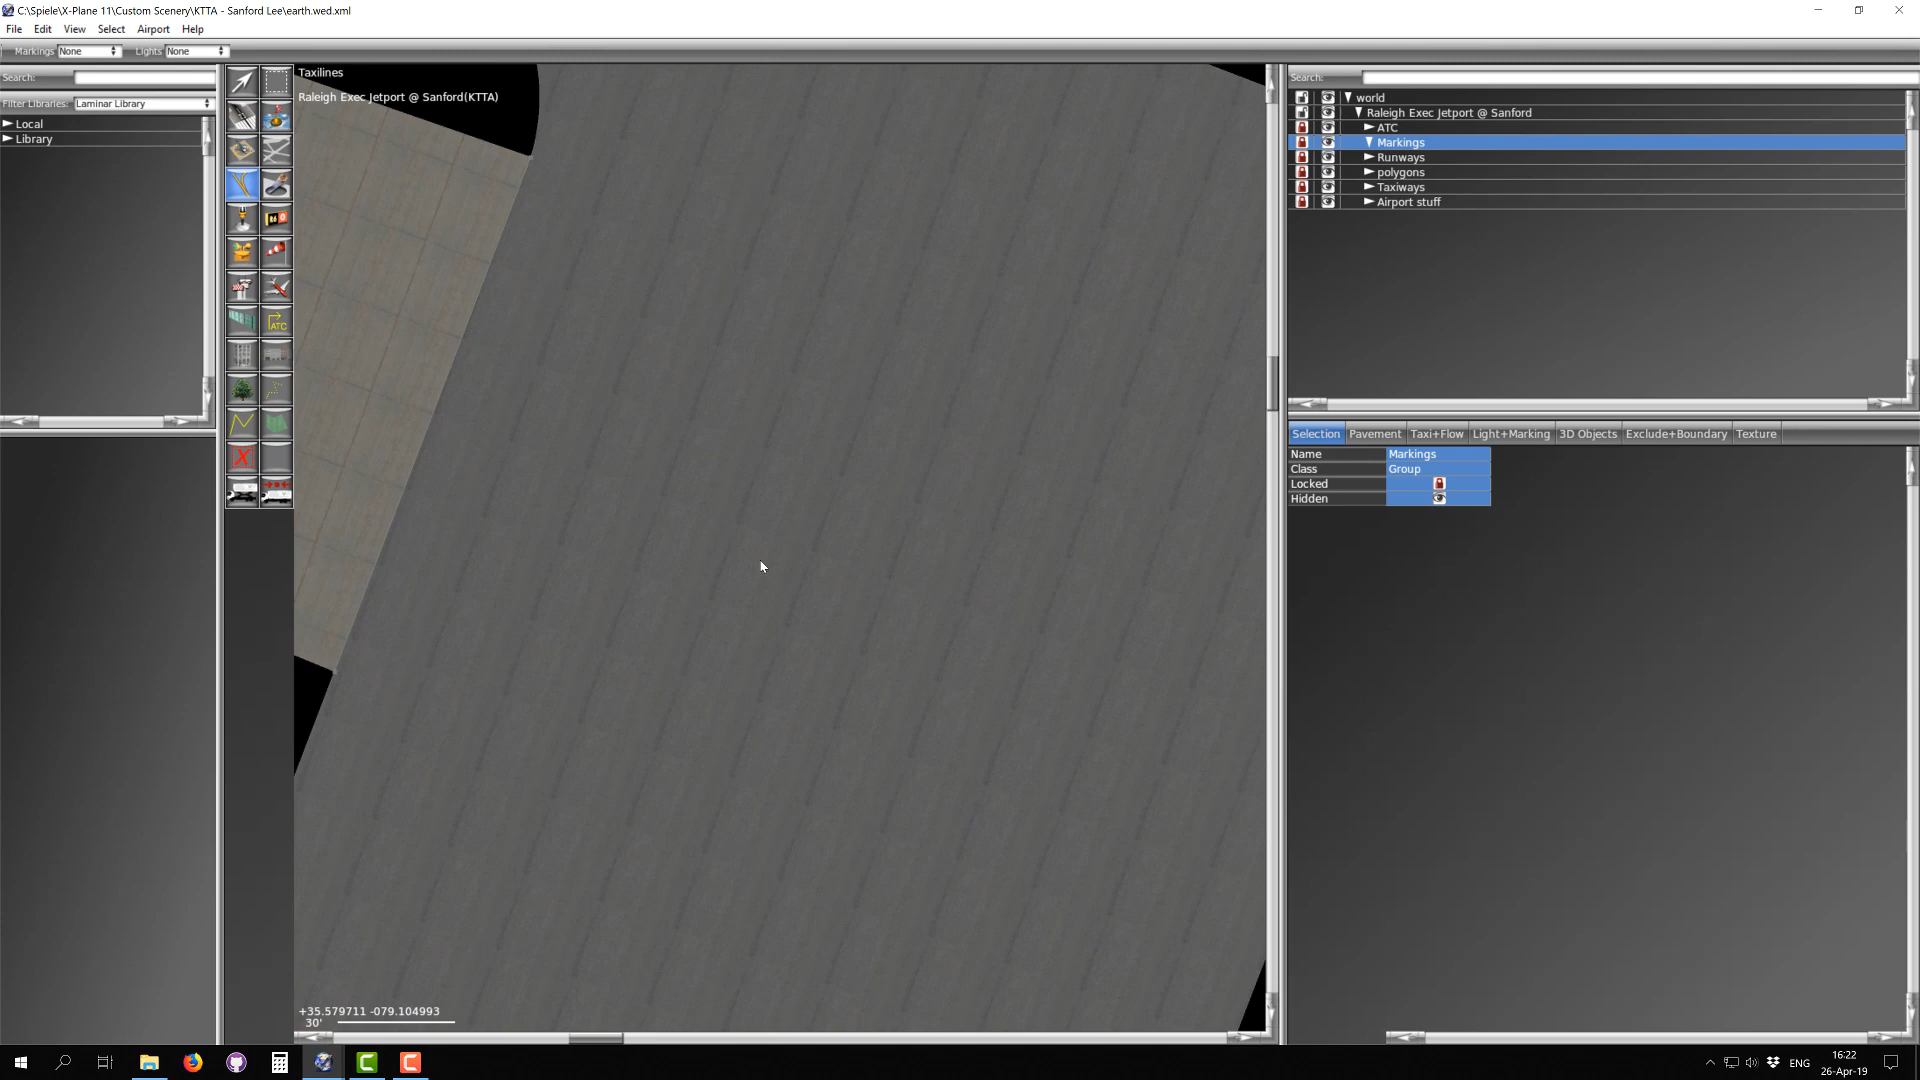 C:\Spiele\X-Plane 11\Custom Scenery\KTTA - Sanford Lee\earth.wed.xml
File Edit View Select Airport Help
Markings None Lights None
Search:
Filter Libraries: Laminar Library
Local
Library
Taxilines
Raleigh Exec Jetport @ Sanford(KTTA)
ATC
+35.579711 -079.104993
30'
Search:
world
Raleigh Exec Jetport @ Sanford
ATC
Markings
Runways
polygons
Taxiways
Airport stuff
Selection Pavement Taxi+Flow Light+Marking 3D Objects Exclude+Boundary Texture
Name Markings
Class Group
Locked
Hidden
ENG
16:22
26-Apr-19